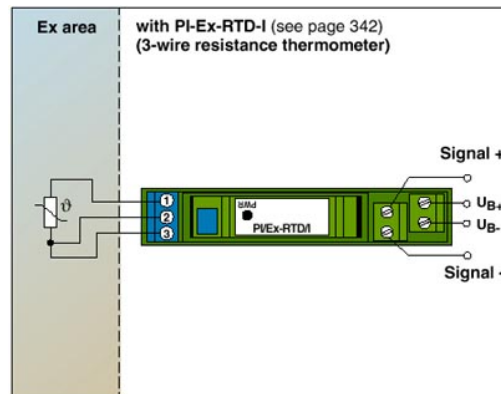 Ex area
with PI-Ex-RTD-I (see page 342)
(3-wire resistance thermometer)
Signal +
ϑ
1
2
3
PWR
PI/Ex-RTD/I
UB+
UB-
Signal -